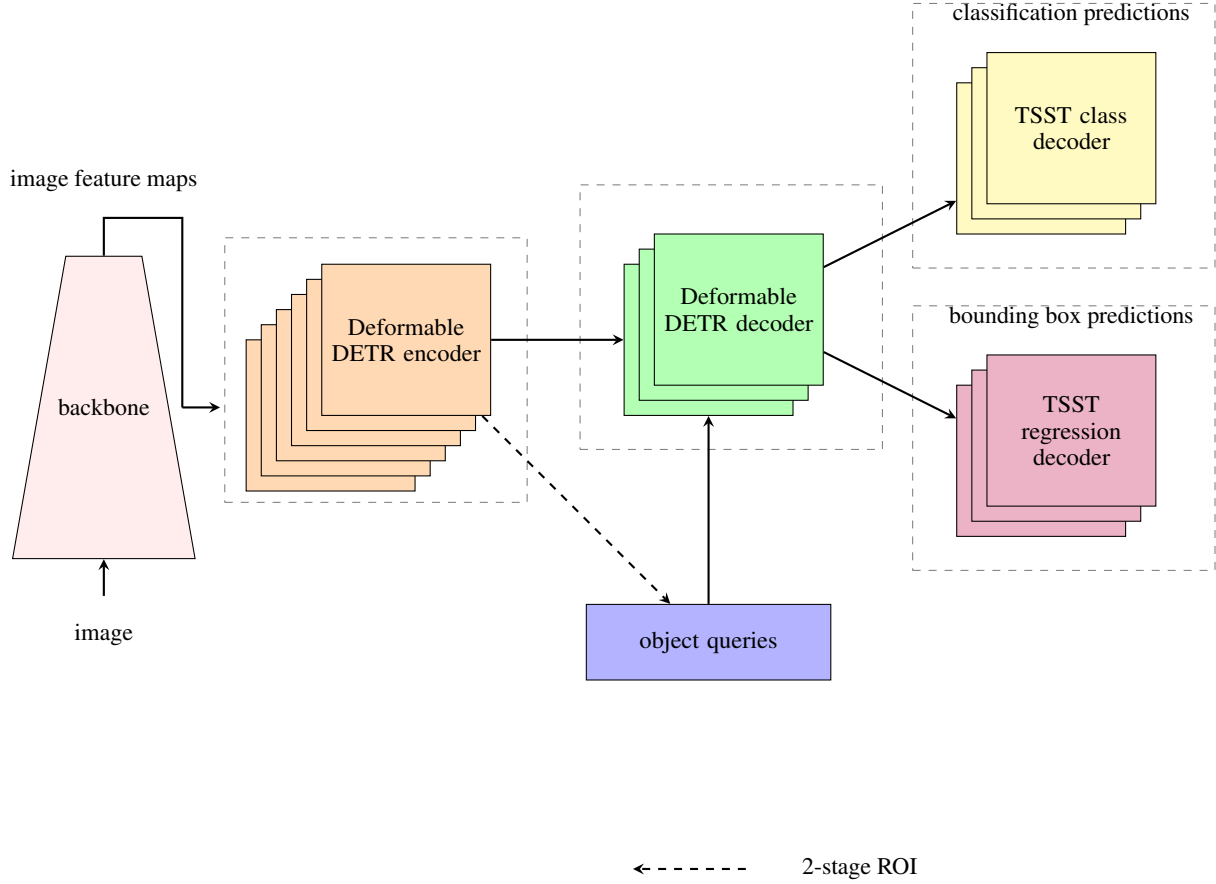 classification predictions
TSST class
decoder
image feature maps
Deformable
DETR encoder
Deformable
DETR decoder
bounding box predictions
backbone
TSST
regression
decoder
image
object queries
2-stage ROI